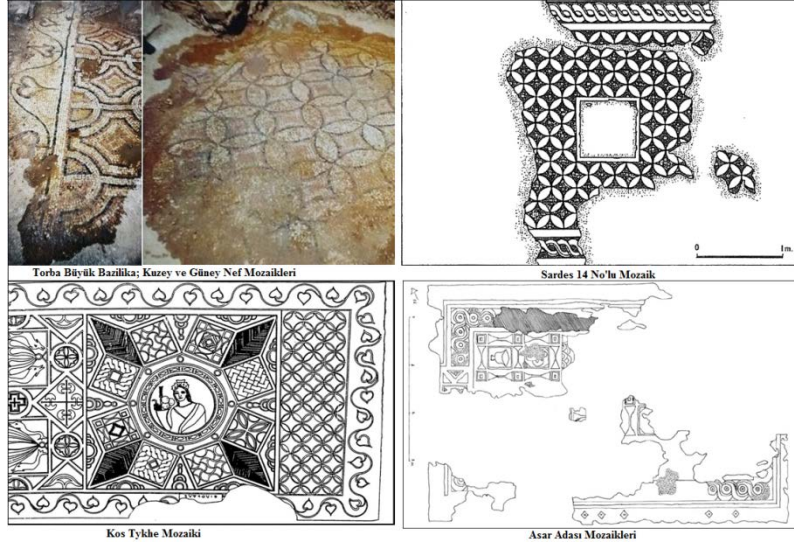 Torba Büyük Bazilika; Kuzey ve Güney Nef Mozaikleri
0 1m.
Sardes 14 No'lu Mozaik
Kos Tykhe Mozaiki
Asar Adası Mozaikleri